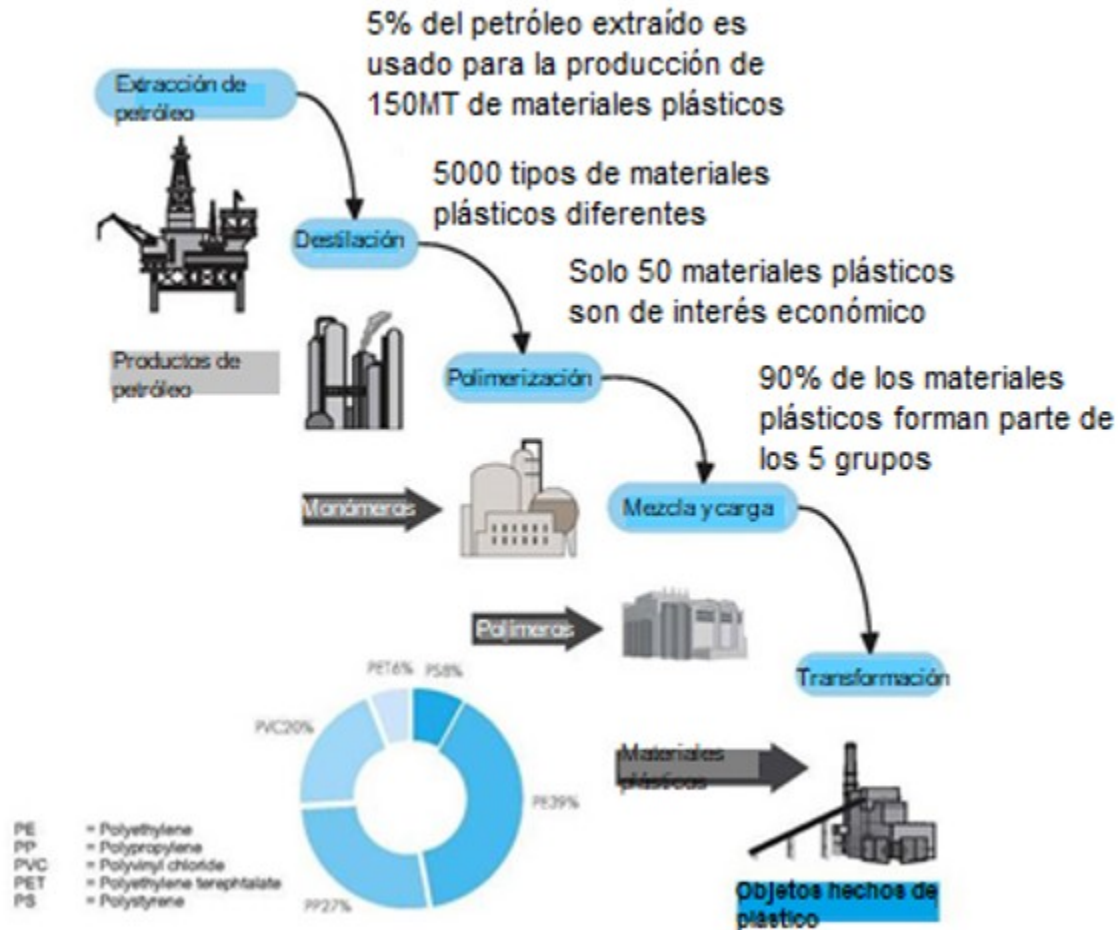 5% del petróleo extraído es
usado para la producción de
150MT de materiales plásticos
Extracción de
petróleo
5000 tipos de materiales
plásticos diferentes
Destilación
Solo 50 materiales plásticos
son de interés económico
Productos de
petróleo
Polimerización
90% de los materiales
plásticos forman parte de
los 5 grupos
Monómeros
Mezcla y carga
Polímeros
Transformación
PET6%
PS8%
PVC20%
PE39%
PP27%
Materiales
plásticos
PE = Polyethylene
PP = Polypropylene
PVC = Polyvinyl chloride
PET = Polyethylene terephtalate
PS = Polystyrene
Objetos hechos de
plástico